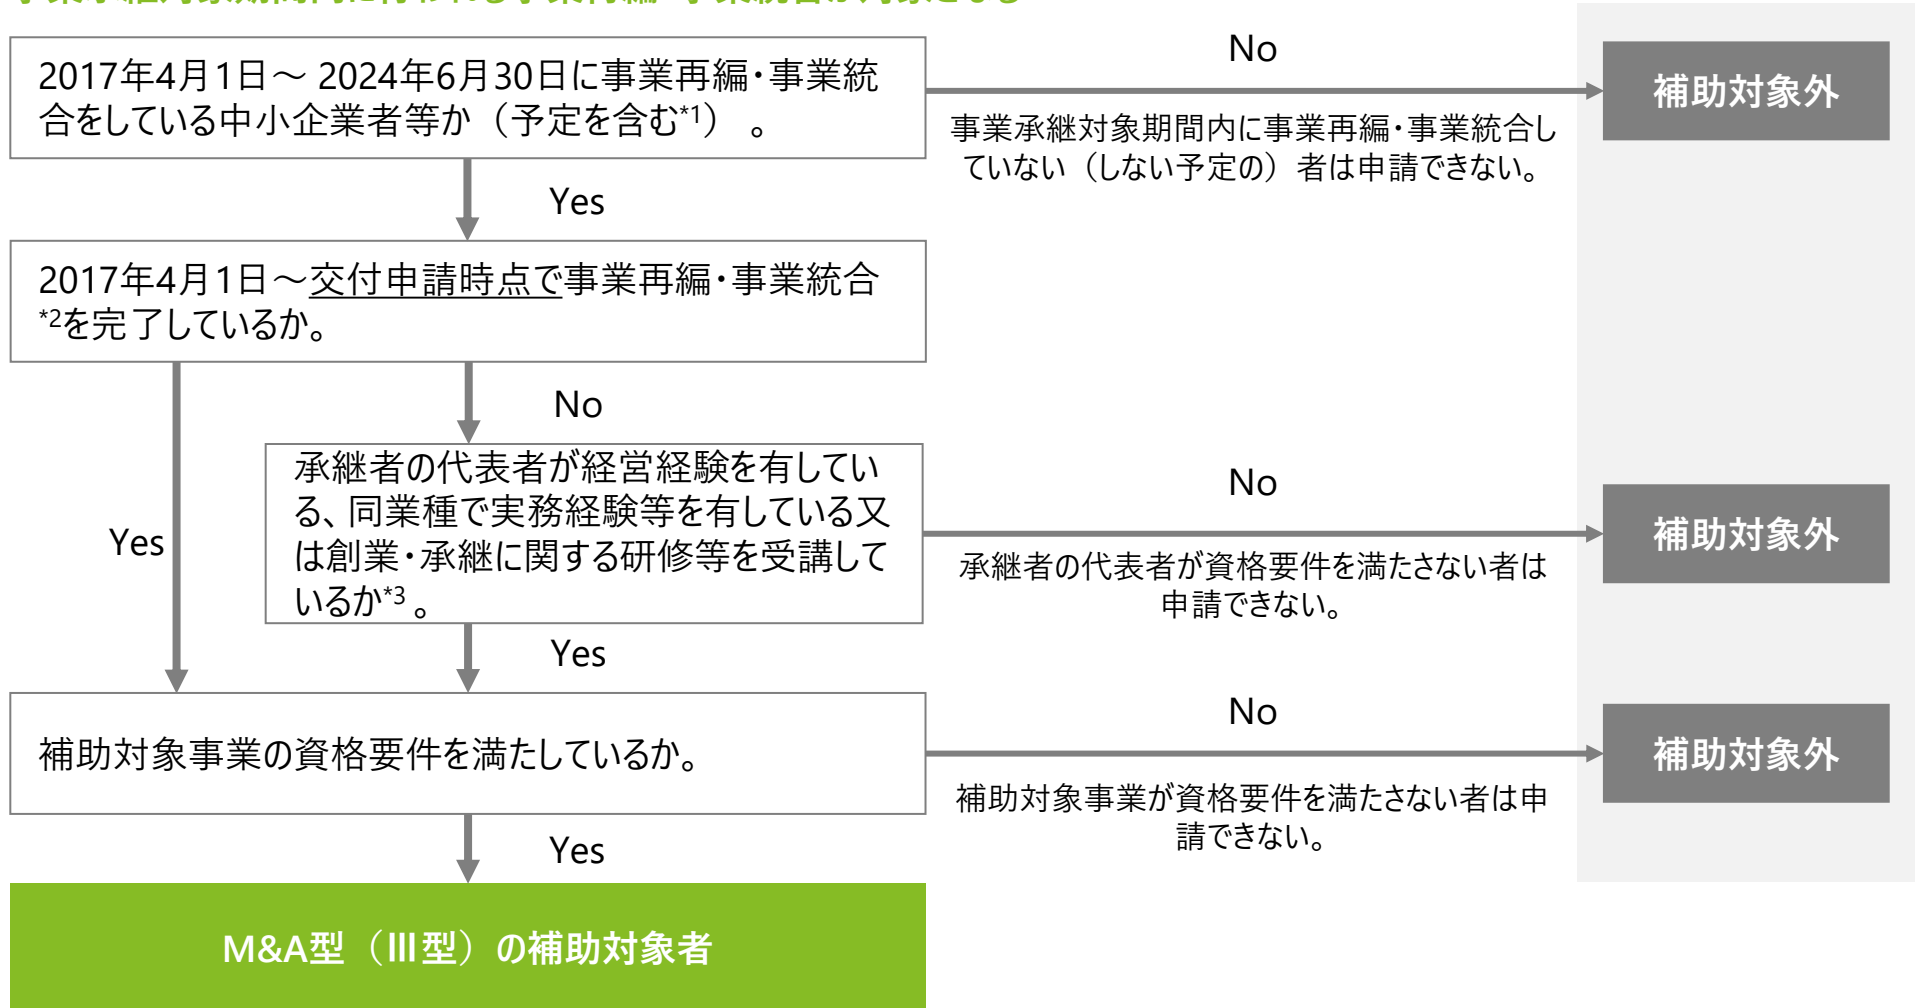 No
2017年4月1日～ 2024年6月30日に事業再編・事業統
合をしている中小企業者等か（予定を含む*1） 。
補助対象外
事業承継対象期間内に事業再編・事業統合し
ていない（しない予定の）者は申請できない。
Yes
2017年4月1日～交付申請時点で事業再編・事業統合
*2を完了しているか。
No
承継者の代表者が経営経験を有してい
る、同業種で実務経験等を有している又
は創業・承継に関する研修等を受講して
いるか*3 。
No
補助対象外
Yes
承継者の代表者が資格要件を満たさない者は
申請できない。
Yes
補助対象事業の資格要件を満たしているか。
No
補助対象外
補助対象事業が資格要件を満たさない者は申
請できない。
Yes
M&A型（Ⅲ型）の補助対象者